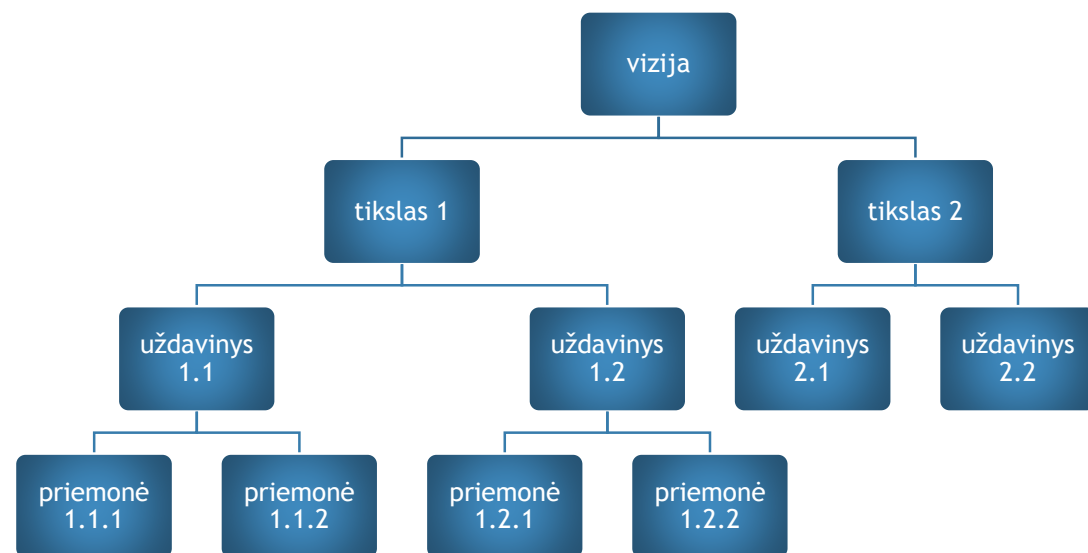 vizija
tikslas 1
tikslas 2
uždavinys
1.1
uždavinys
1.2
uždavinys
2.1
uždavinys
2.2
priemonė
1.1.1
priemonė
1.1.2
priemonė
1.2.1
priemonė
1.2.2